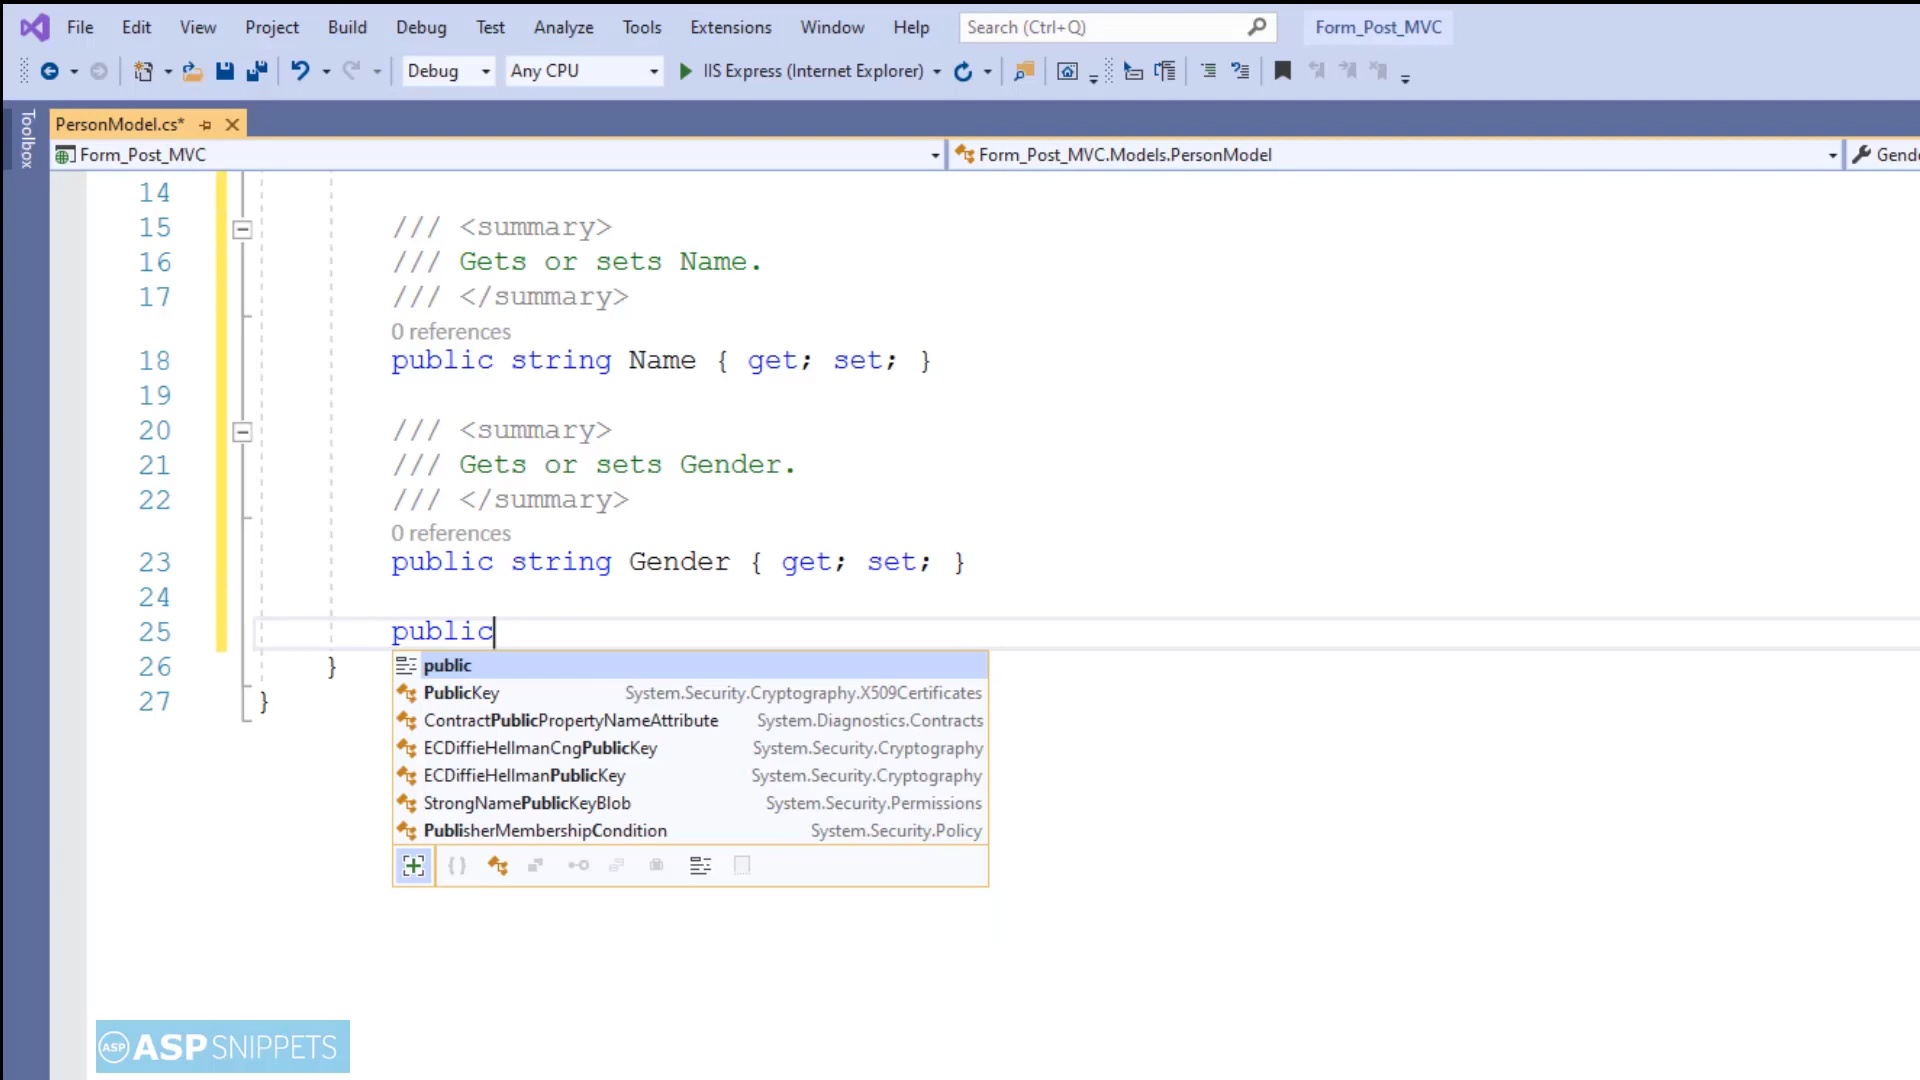 File Edit View Project Build Debug Test Analyze Tools Extensions Window Help Search (Ctrl+Q) Form_Post_MVC
Debug Any CPU IIS Express (Internet Explorer)
Toolbox
PersonModel.cs*
Form_Post_MVC Form_Post_MVC.Models.PersonModel Gende
14
15 /// <summary>
16 /// Gets or sets Name.
17 /// </summary>
0 references
18 public string Name { get; set; }
19
20 /// <summary>
21 /// Gets or sets Gender.
22 /// </summary>
0 references
23 public string Gender { get; set; }
24
25 public
26 }
27 }
public
PublicKey System.Security.Cryptography.X509Certificates
ContractPublicPropertyNameAttribute System.Diagnostics.Contracts
ECDiffieHellmanCngPublicKey System.Security.Cryptography
ECDiffieHellmanPublicKey System.Security.Cryptography
StrongNamePublicKeyBlob System.Security.Permissions
PublisherMembershipCondition System.Security.Policy
ASP ASPSNIPPETS